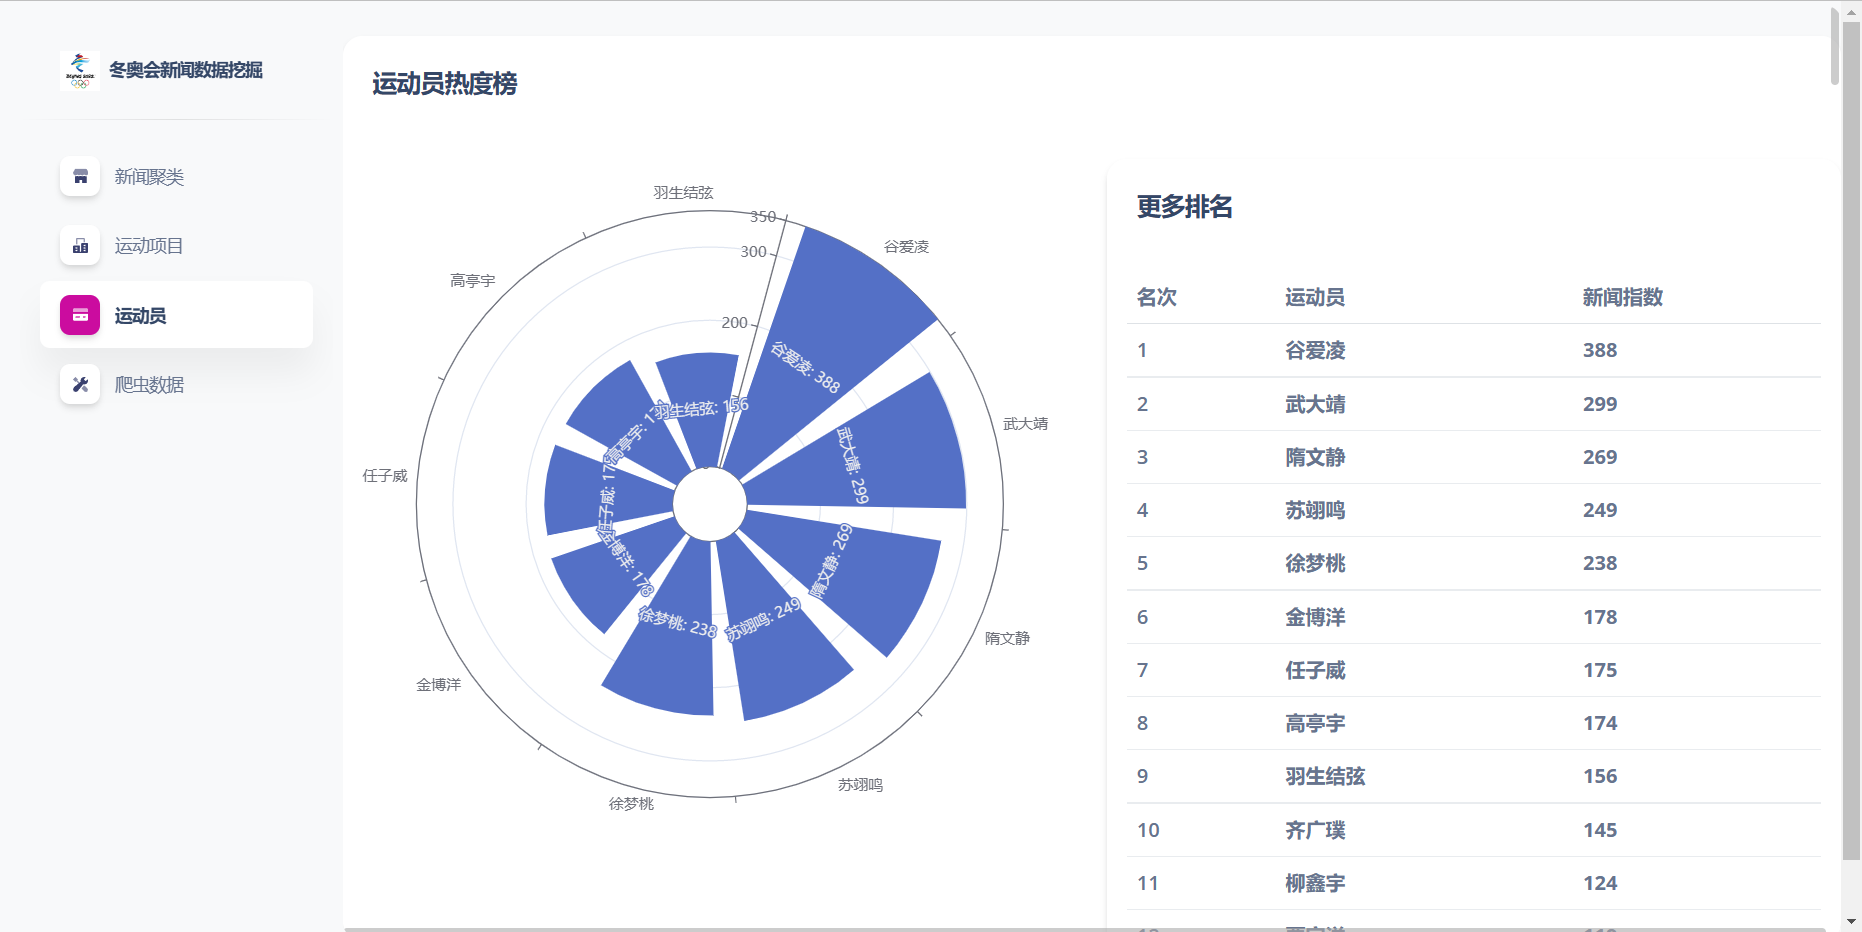 冬奥会新闻数据挖掘
新闻聚类
运动项目
运动员
爬虫数据
运动员热度榜
羽生结弦
谷爱凌
武大靖
隋文静
苏翊鸣
徐梦桃
金博洋
任子威
高亭宇
350
300
200
谷爱凌: 388
武大靖: 299
隋文静: 269
苏翊鸣: 249
徐梦桃: 238
金博洋: 178
任子威: 175
高亭宇: 1
羽生结弦: 156
更多排名
名次 运动员 新闻指数
1 谷爱凌 388
2 武大靖 299
3 隋文静 269
4 苏翊鸣 249
5 徐梦桃 238
6 金博洋 178
7 任子威 175
8 高亭宇 174
9 羽生结弦 156
10 齐广璞 145
11 柳鑫宇 124